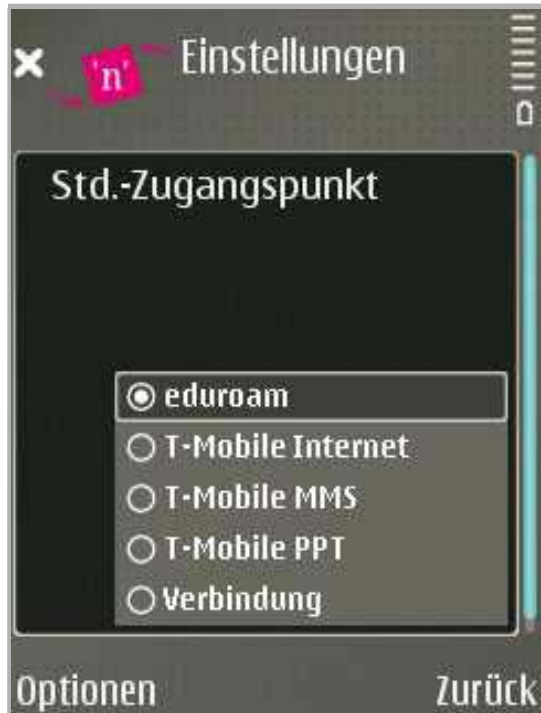 'n'
Einstellungen
Std.-Zugangspunkt
eduroam
T-Mobile Internet
T-Mobile MMS
T-Mobile PPT
Verbindung
Optionen
Zurück